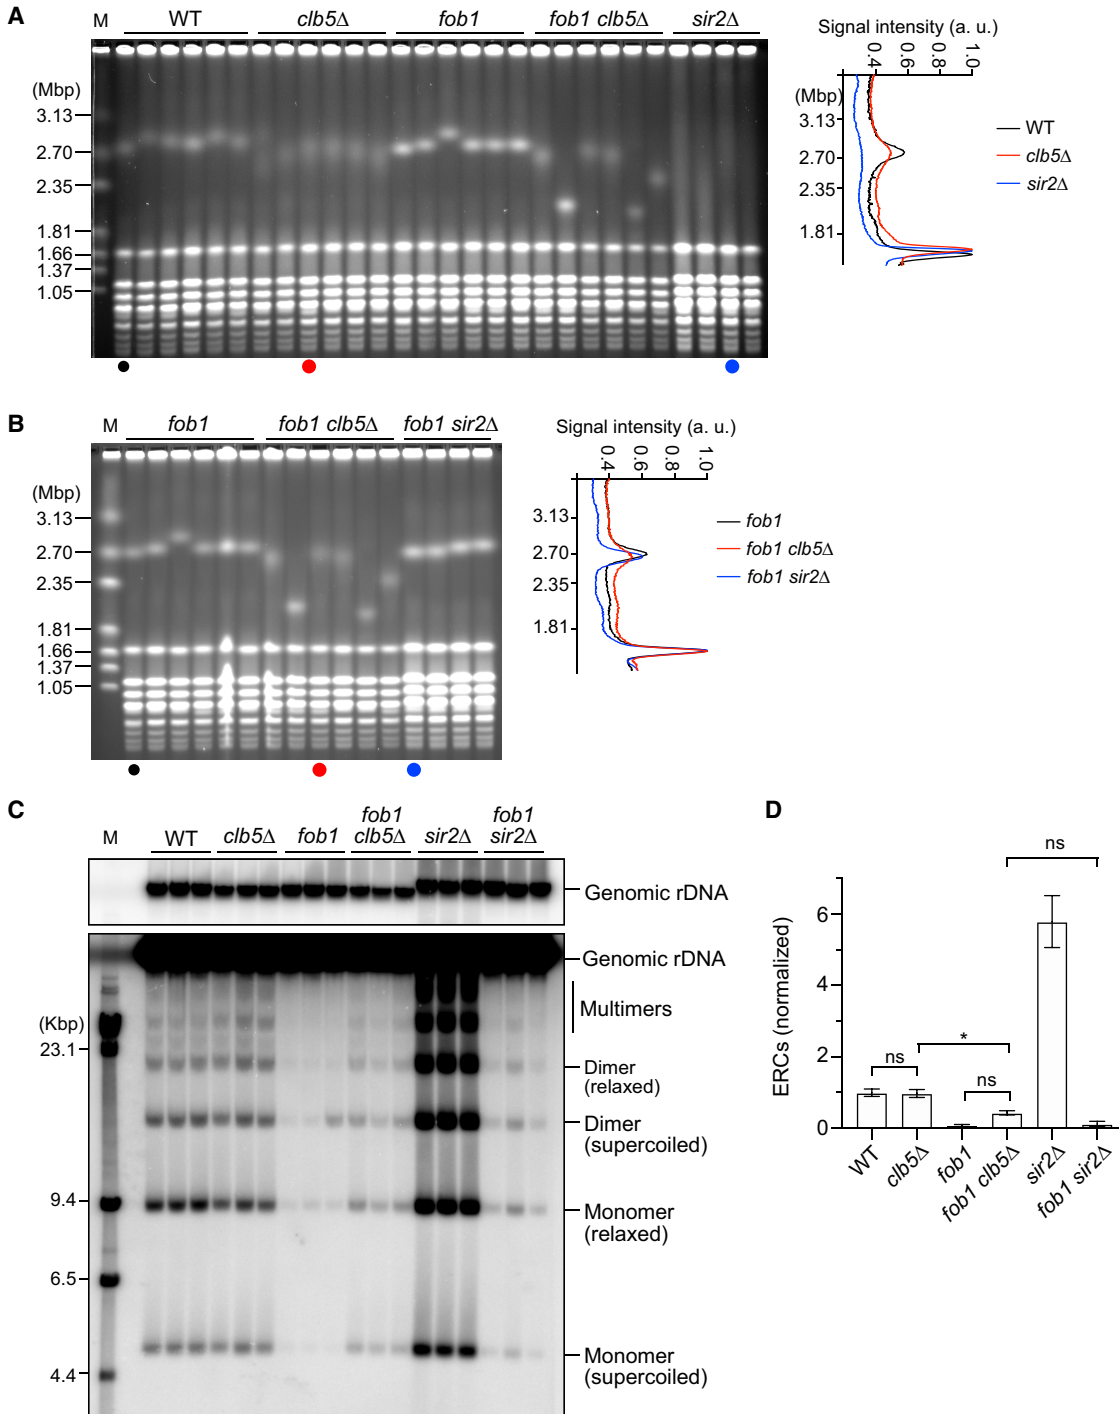 A
M WT clb5Δ fob1 fob1 clb5Δ sir2Δ
(Mbp)
3.13
2.70
2.35
1.81
1.66
1.37
1.05
Signal intensity (a. u.)
0.4 0.6 0.8 1.0
(Mbp)
3.13
2.70
2.35
1.81
WT
clb5Δ
sir2Δ
B
M fob1 fob1 clb5Δ fob1 sir2Δ
(Mbp)
3.13
2.70
2.35
1.81
1.66
1.37
1.05
Signal intensity (a. u.)
0.4 0.6 0.8 1.0
3.13
2.70
2.35
1.81
fob1
fob1 clb5Δ
fob1 sir2Δ
C
M WT clb5Δ fob1 fob1 clb5Δ sir2Δ fob1 sir2Δ
Genomic rDNA
Genomic rDNA
Multimers
(Kbp)
23.1
Dimer
(relaxed)
Dimer
(supercoiled)
9.4
Monomer
(relaxed)
6.5
Monomer
(supercoiled)
4.4
D
ERCs (normalized)
6
4
2
0
ns
*
ns
ns
WT
clb5Δ
fob1
fob1 clb5Δ
sir2Δ
fob1 sir2Δ